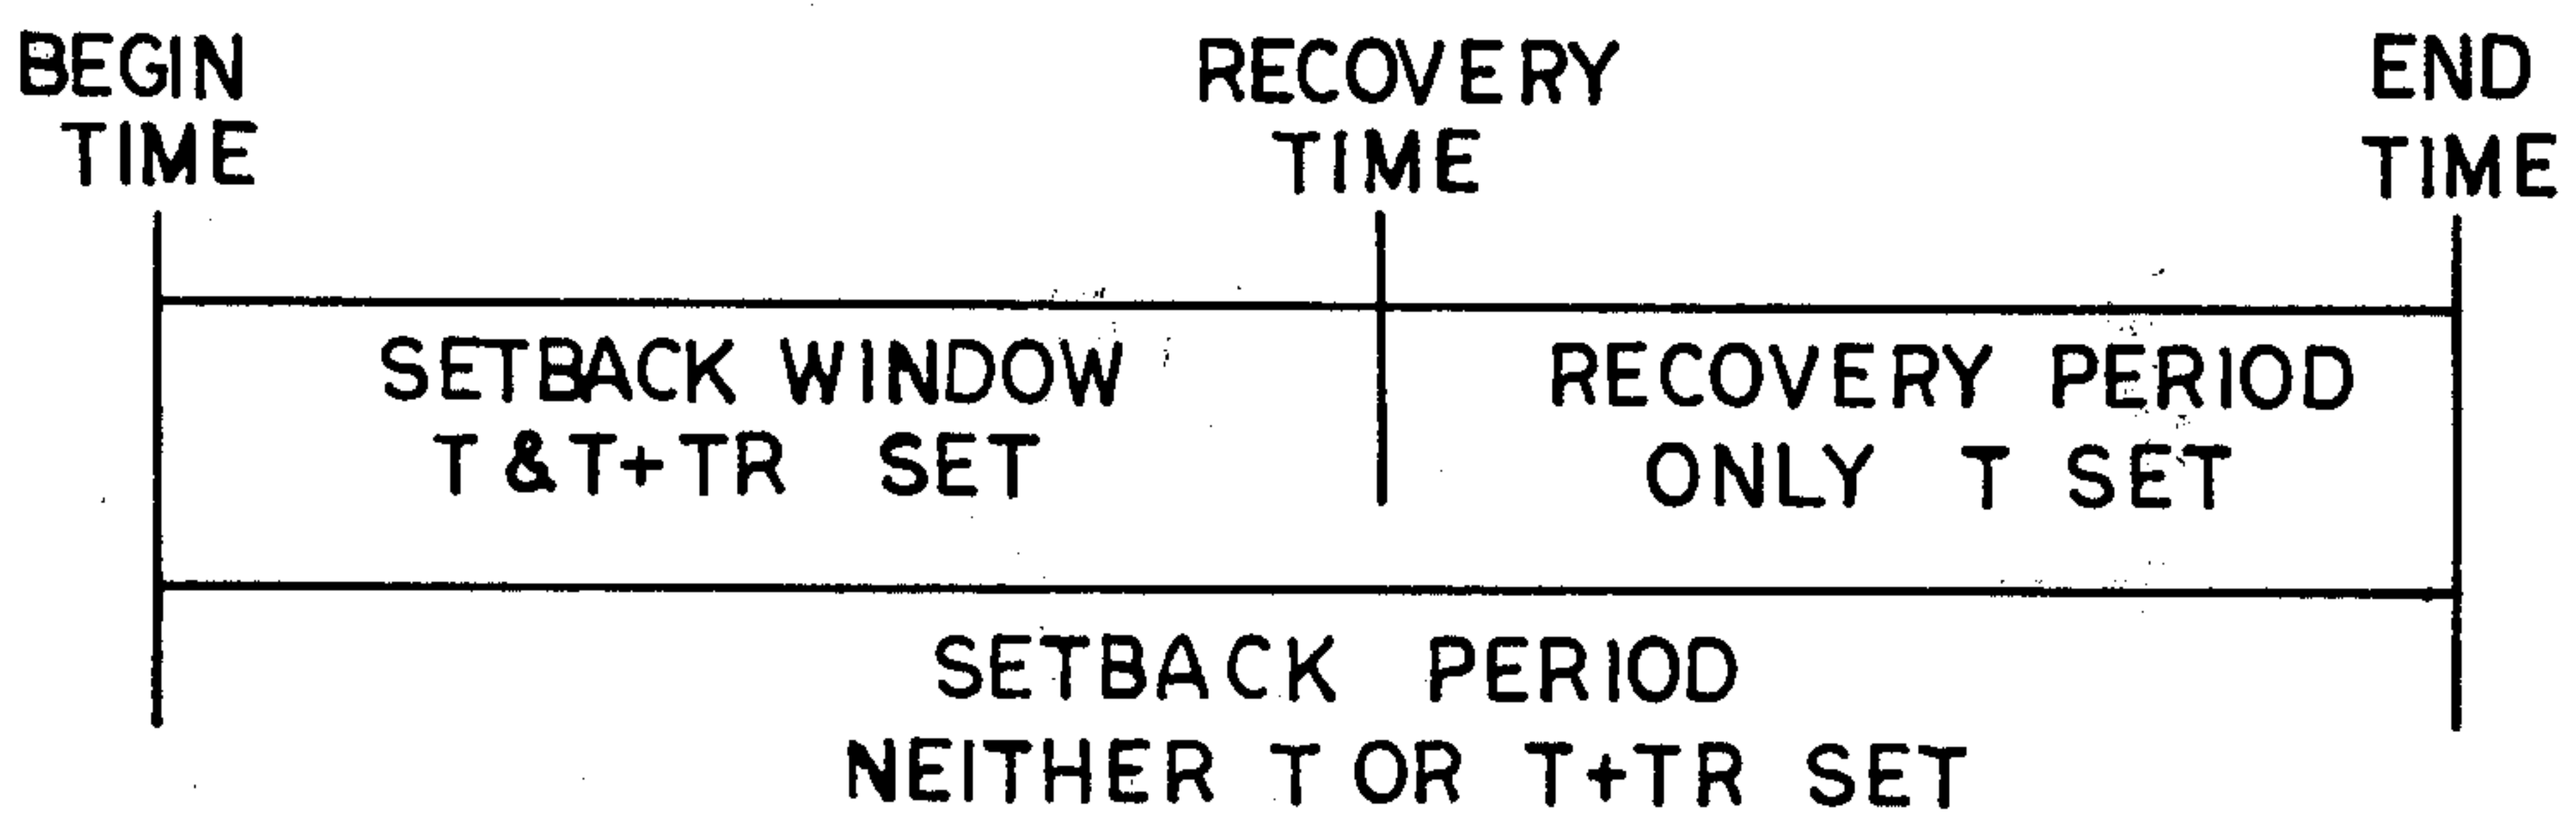 BEGIN
TIME
RECOVERY
TIME
END
TIME
SETBACK WINDOW
T & T + TR SET
RECOVERY PERIOD
ONLY T SET
SETBACK PERIOD
NEITHER T OR T+TR SET